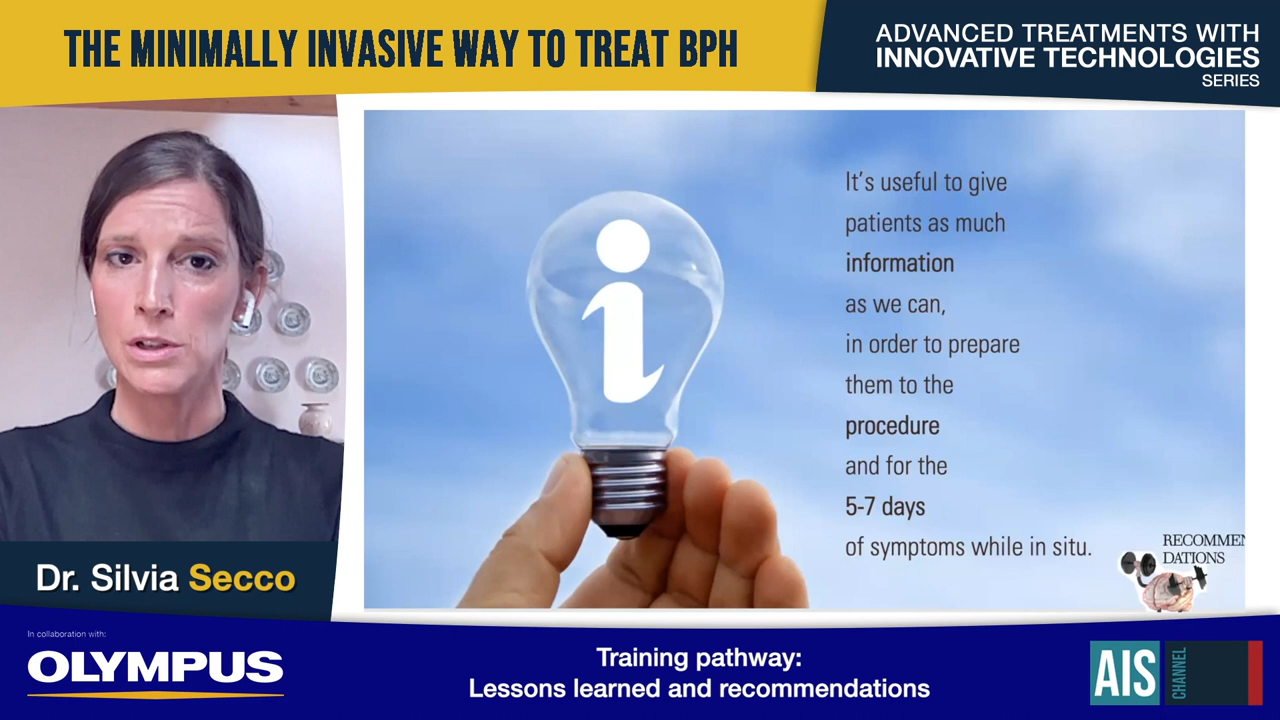 THE MINIMALLY INVASIVE WAY TO TREAT BPH
ADVANCED TREATMENTS WITH
INNOVATIVE TECHNOLOGIES
SERIES
It's useful to give
patients as much
information
as we can,
in order to prepare
them to the
procedure
and for the
5-7 days
of symptoms while in situ.
RECOMMEN
DATIONS
Dr. Silvia Secco
In collaboration with:
OLYMPUS
Training pathway:
Lessons learned and recommendations
AIS
CHANNEL